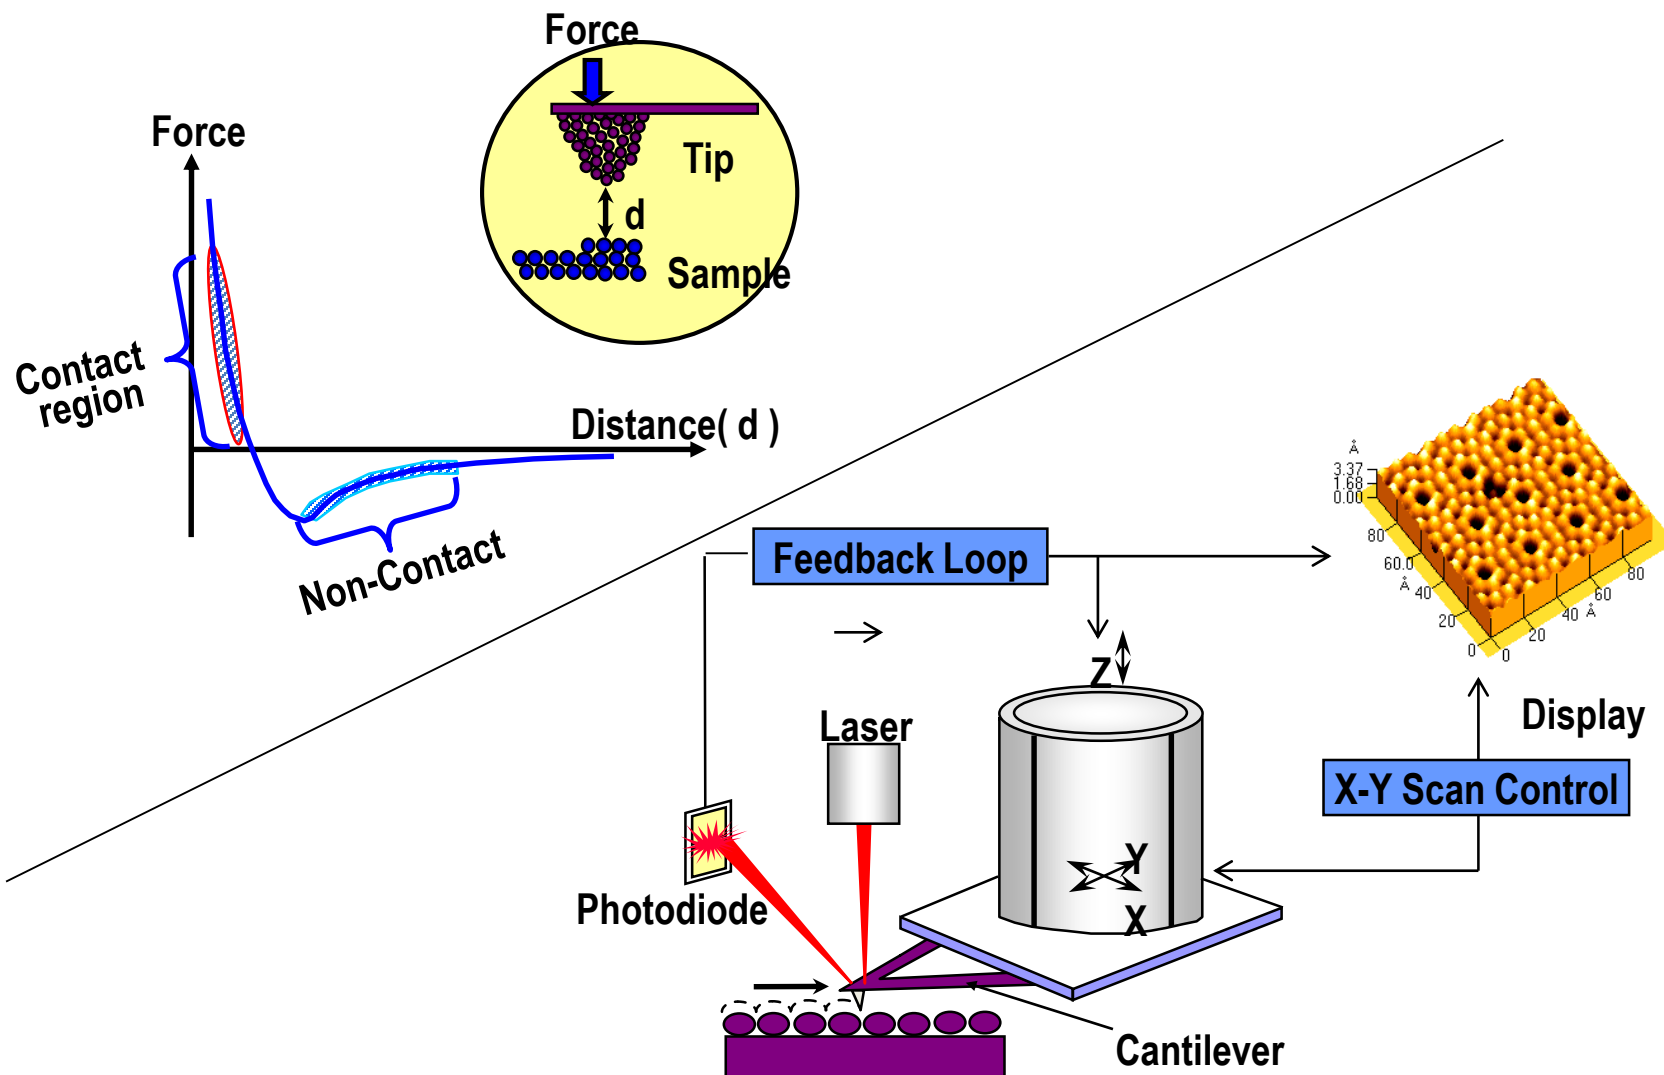 Force
Force
Tip
d
Sample
Contact
region
Distance( d )
Non-Contact
Feedback Loop
Å
3.37
1.68
0.00
80
60.0
Å
40
20
0
0
20
40
Å
60
80
Z
Laser
Display
X-Y Scan Control
Photodiode
Y
X
Cantilever